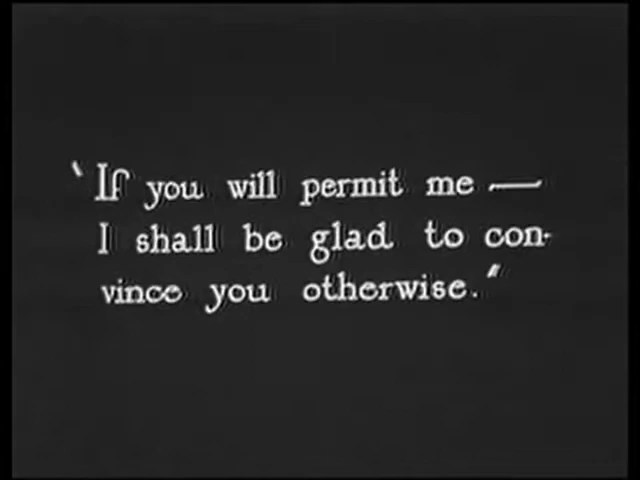 ‘If you will permit me —
I shall be glad to con-
vince you otherwise.”